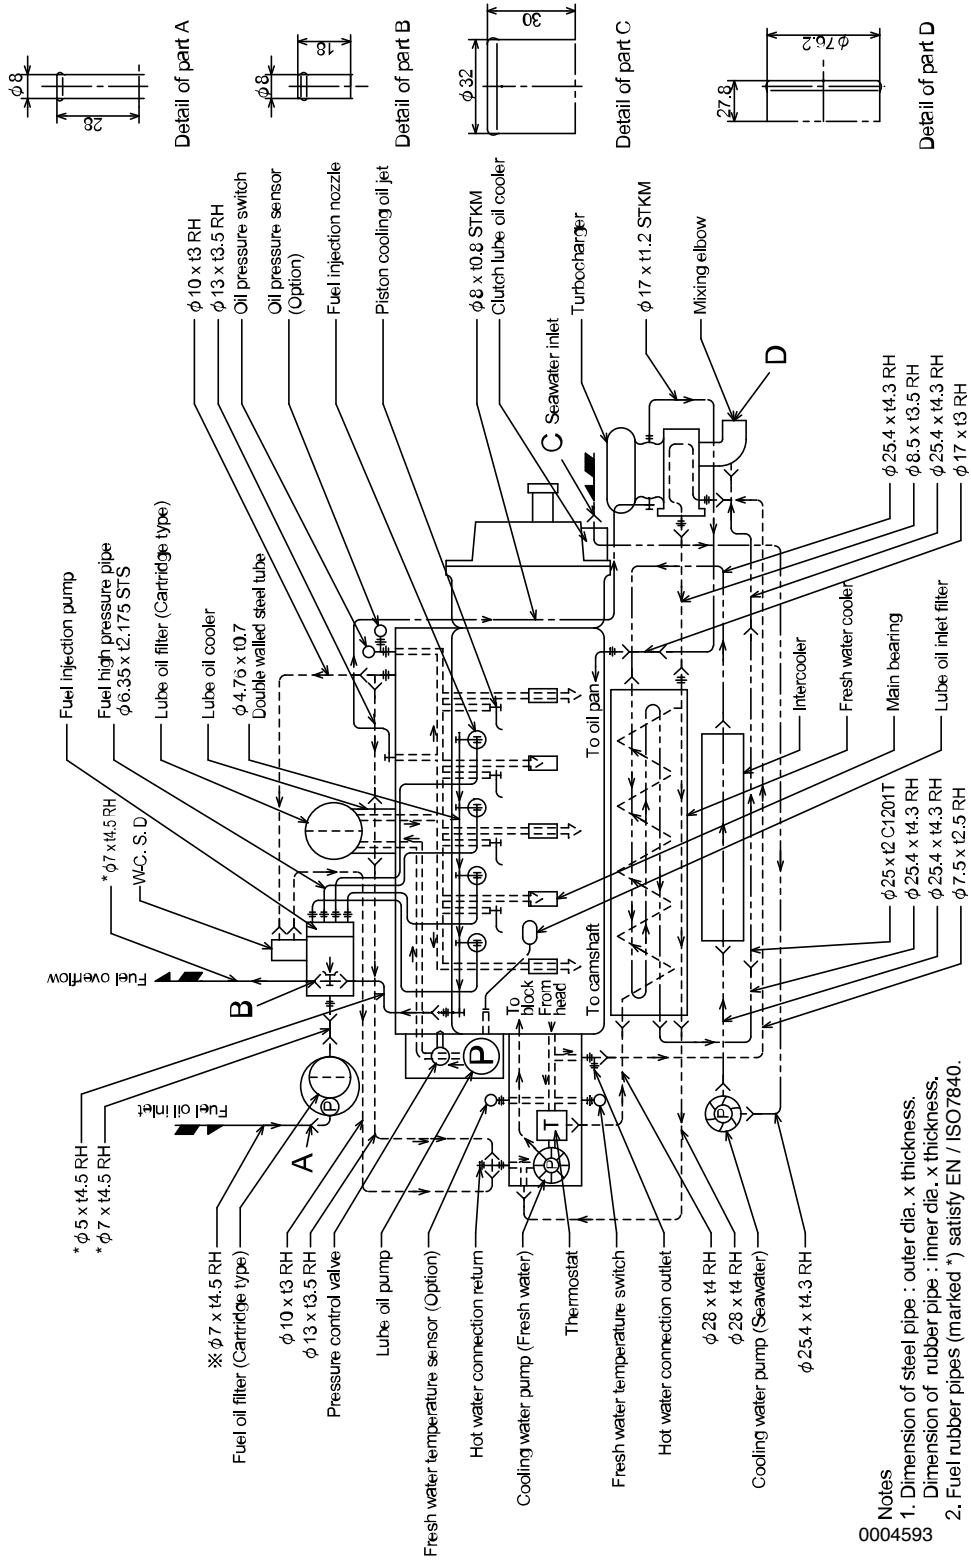 Detail of part A
φ8
28
Detail of part B
φ8
18
Detail of part C
φ32
30
Detail of part D
27.8
φ76.2
φ10 x t3 RH
φ13 x t3.5 RH
Oil pressure switch
Oil pressure sensor
(Option)
Fuel injection nozzle
Piston cooling oil jet
φ8 x t0.8 STKM
Clutch lube oil cooler
C Seawater inlet
Turbocharger
φ17 x t1.2 STKM
Mixing elbow
D
Fuel injection pump
Fuel high pressure pipe
φ6.35 x t2.175 STS
Lube oil filter (Cartridge type)
Lube oil cooler
φ4.76 x t0.7
Double walled steel tube
* φ7 x t4.5 RH
W-C. S. D
Fuel overflow
B
Fuel oil inlet
A
P
* φ5 x t4.5 RH
* φ7 x t4.5 RH
※ φ7 x t4.5 RH
Fuel oil filter (Cartridge type)
φ10 x t3 RH
φ13 x t3.5 RH
Pressure control valve
Lube oil pump
Fresh water temperature sensor (Option)
Hot water connection return
Cooling water pump (Fresh water)
Thermostat
Fresh water temperature switch
Hot water connection outlet
φ28 x t4 RH
φ28 x t4 RH
Cooling water pump (Seawater)
φ25.4 x t4.3 RH
P
To
block
From
head
T
P
P
To camshaft
To oil pan
φ25.4 x t4.3 RH
φ8.5 x t3.5 RH
φ25.4 x t4.3 RH
φ17 x t3 RH
Intercooler
Fresh water cooler
Main bearing
Lube oil inlet filter
φ25 x t2 C1201T
φ25.4 x t4.3 RH
φ25.4 x t4.3 RH
φ7.5 x t2.5 RH
Notes
1. Dimension of steel pipe : outer dia. x thickness.
Dimension of rubber pipe : inner dia. x thickness.
2. Fuel rubber pipes (marked *) satisfy EN / ISO7840.
0004593